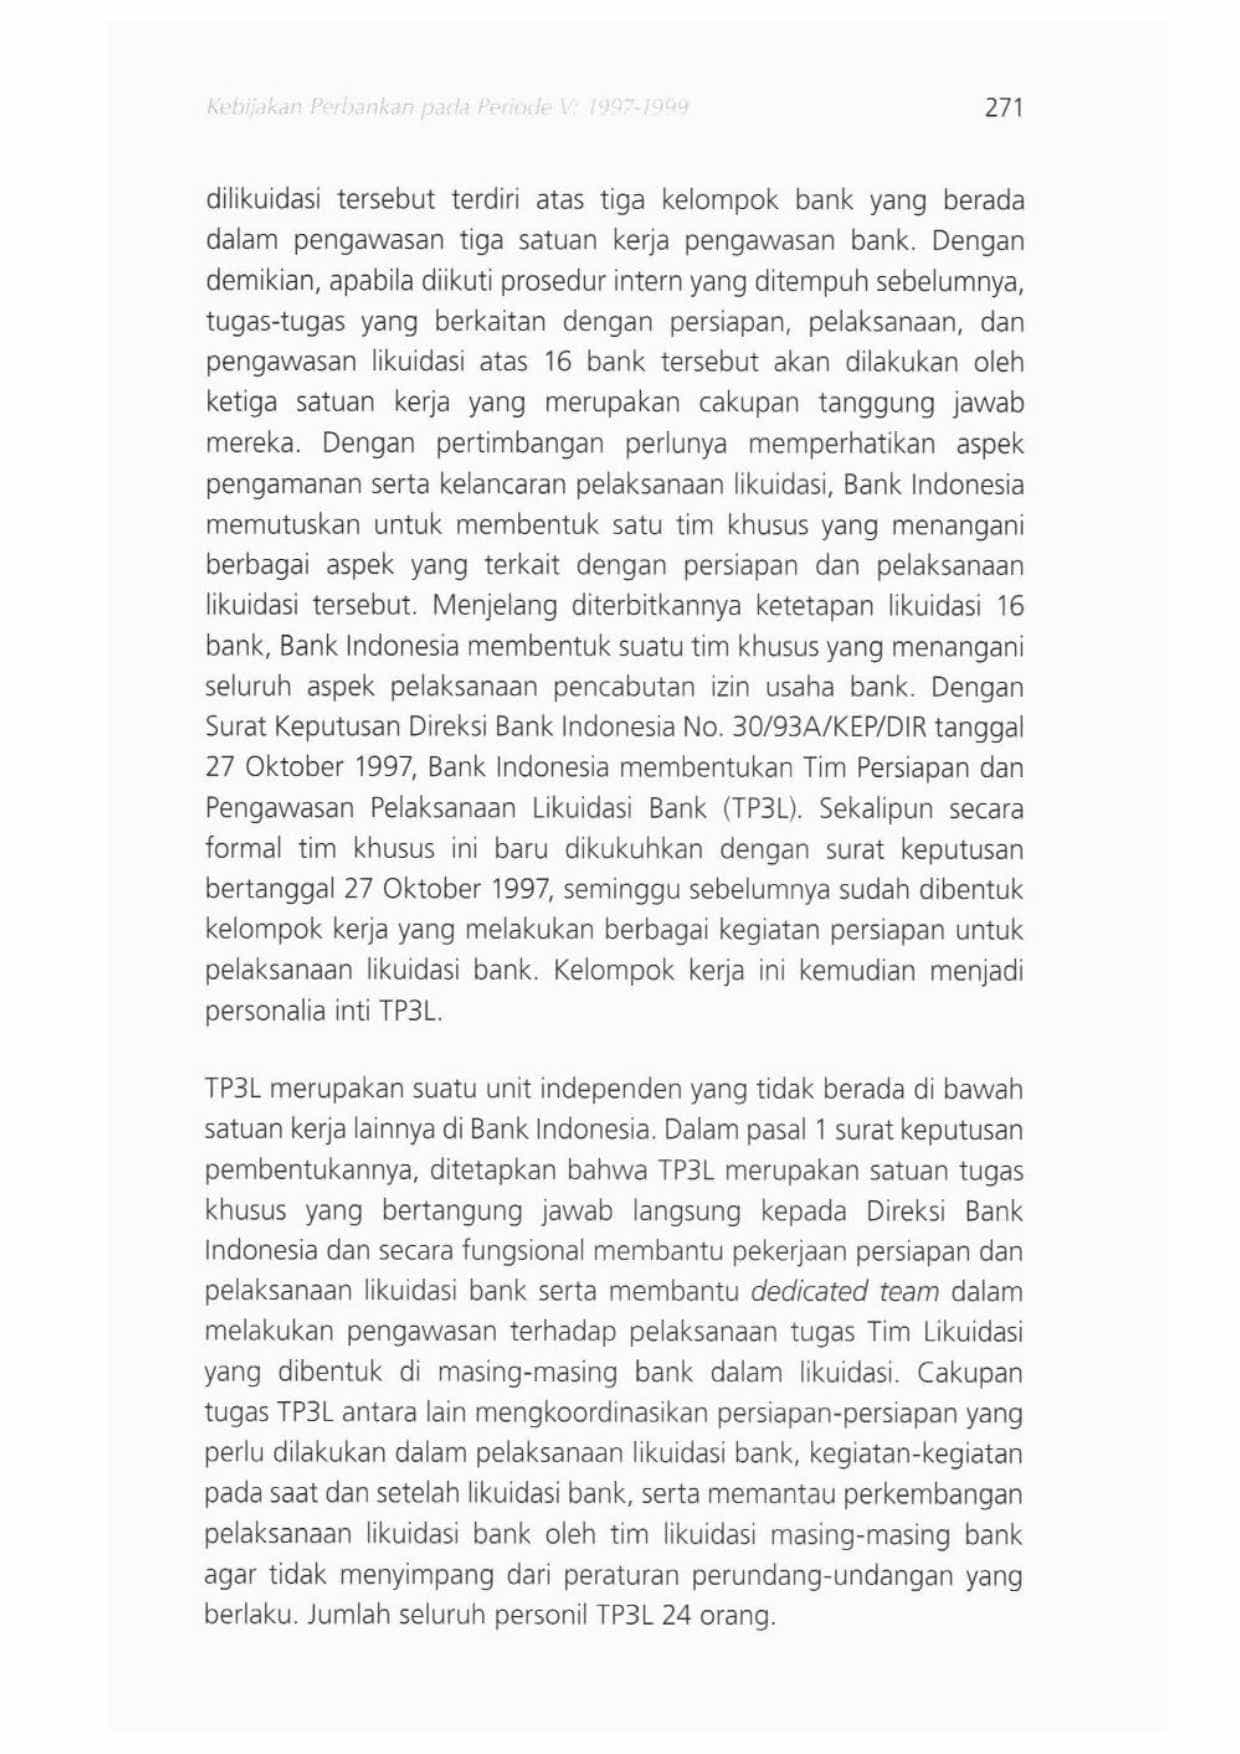 Kebijakan Perbankan pada Periode V: 1997-1999
271
dilikuidasi tersebut terdiri atas tiga kelompok bank yang berada
dalam pengawasan tiga satuan kerja pengawasan bank. Dengan
demikian, apabila diikuti prosedur intern yang ditempuh sebelumnya,
tugas-tugas yang berkaitan dengan persiapan, pelaksanaan, dan
pengawasan likuidasi atas 16 bank tersebut akan dilakukan oleh
ketiga satuan kerja yang merupakan cakupan tanggung jawab
mereka. Dengan pertimbangan perlunya memperhatikan aspek
pengamanan serta kelancaran pelaksanaan likuidasi, Bank Indonesia
memutuskan untuk membentuk satu tim khusus yang menangani
berbagai aspek yang terkait dengan persiapan dan pelaksanaan
likuidasi tersebut. Menjelang diterbitkannya ketetapan likuidasi 16
bank, Bank Indonesia membentuk suatu tim khusus yang menangani
seluruh aspek pelaksanaan pencabutan izin usaha bank. Dengan
Surat Keputusan Direksi Bank Indonesia No. 30/93A/KEP/DIR tanggal
27 Oktober 1997, Bank Indonesia membentukan Tim Persiapan dan
Pengawasan Pelaksanaan Likuidasi Bank (TP3L). Sekalipun secara
formal tim khusus ini baru dikukuhkan dengan surat keputusan
bertanggal 27 Oktober 1997, seminggu sebelumnya sudah dibentuk
kelompok kerja yang melakukan berbagai kegiatan persiapan untuk
pelaksanaan likuidasi bank. Kelompok kerja ini kemudian menjadi
personalia inti TP3L.
TP3L merupakan suatu unit independen yang tidak berada di bawah
satuan kerja lainnya di Bank Indonesia. Dalam pasal 1 surat keputusan
pembentukannya, ditetapkan bahwa TP3L merupakan satuan tugas
khusus yang bertangung jawab langsung kepada Direksi Bank
Indonesia dan secara fungsional membantu pekerjaan persiapan dan
pelaksanaan likuidasi bank serta membantu dedicated team dalam
melakukan pengawasan terhadap pelaksanaan tugas Tim Likuidasi
yang dibentuk di masing-masing bank dalam likuidasi. Cakupan
tugas TP3L antara lain mengkoordinasikan persiapan-persiapan yang
perlu dilakukan dalam pelaksanaan likuidasi bank, kegiatan-kegiatan
pada saat dan setelah likuidasi bank, serta memantau perkembangan
pelaksanaan likuidasi bank oleh tim likuidasi masing-masing bank
agar tidak menyimpang dari peraturan perundang-undangan yang
berlaku. Jumlah seluruh personil TP3L 24 orang.